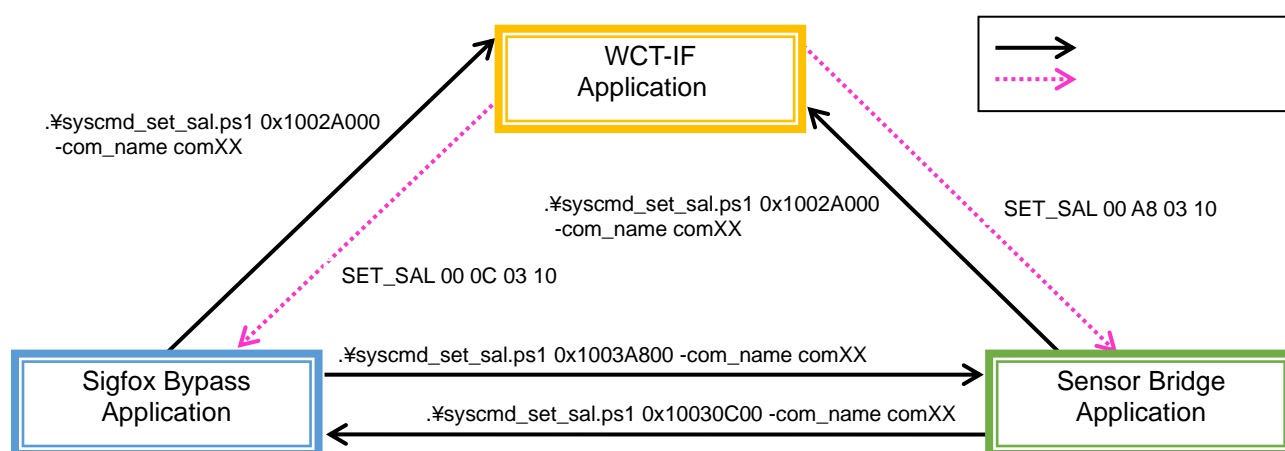 WCT-IF
Application
.¥syscmd_set_sal.ps1 0x1002A000
-com_name comXX
.¥syscmd_set_sal.ps1 0x1002A000
-com_name comXX
SET_SAL 00 A8 03 10
SET_SAL 00 0C 03 10
.¥syscmd_set_sal.ps1 0x1003A800 -com_name comXX
Sigfox Bypass
Application
Sensor Bridge
Application
.¥syscmd_set_sal.ps1 0x10030C00 -com_name comXX